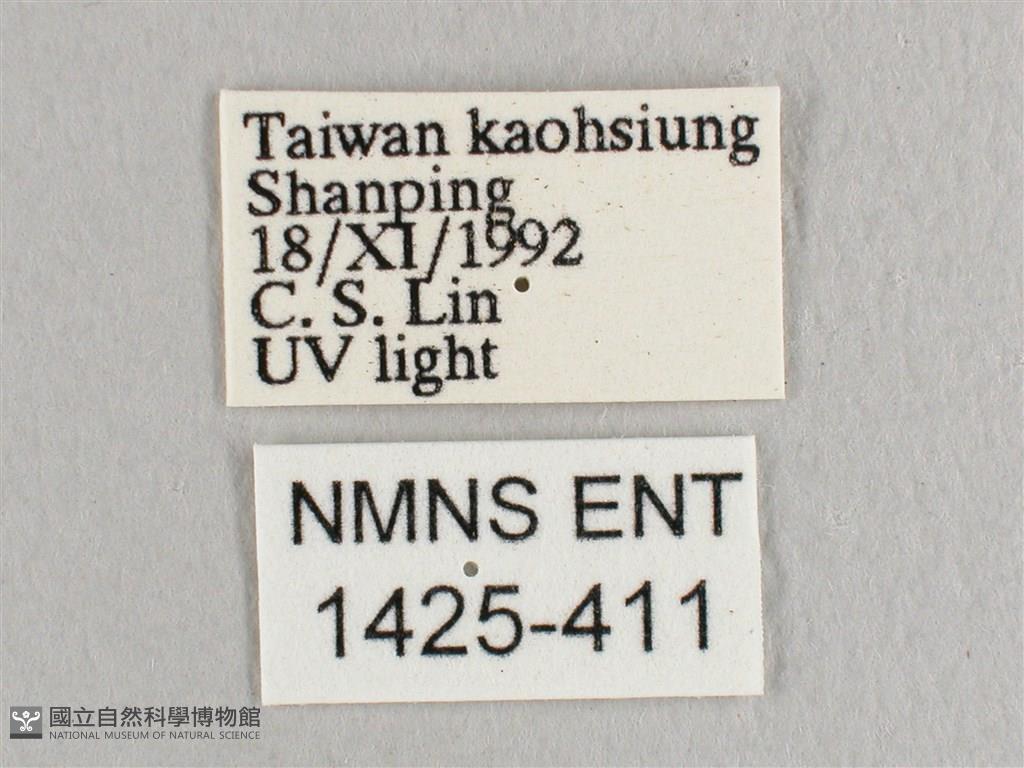 Taiwan kaohsiung
Shanping
18/XI/1992
C. S. Lin
UV light
NMNS ENT
1425-411
國立自然科學博物館
NATIONAL MUSEUM OF NATURAL SCIENCE